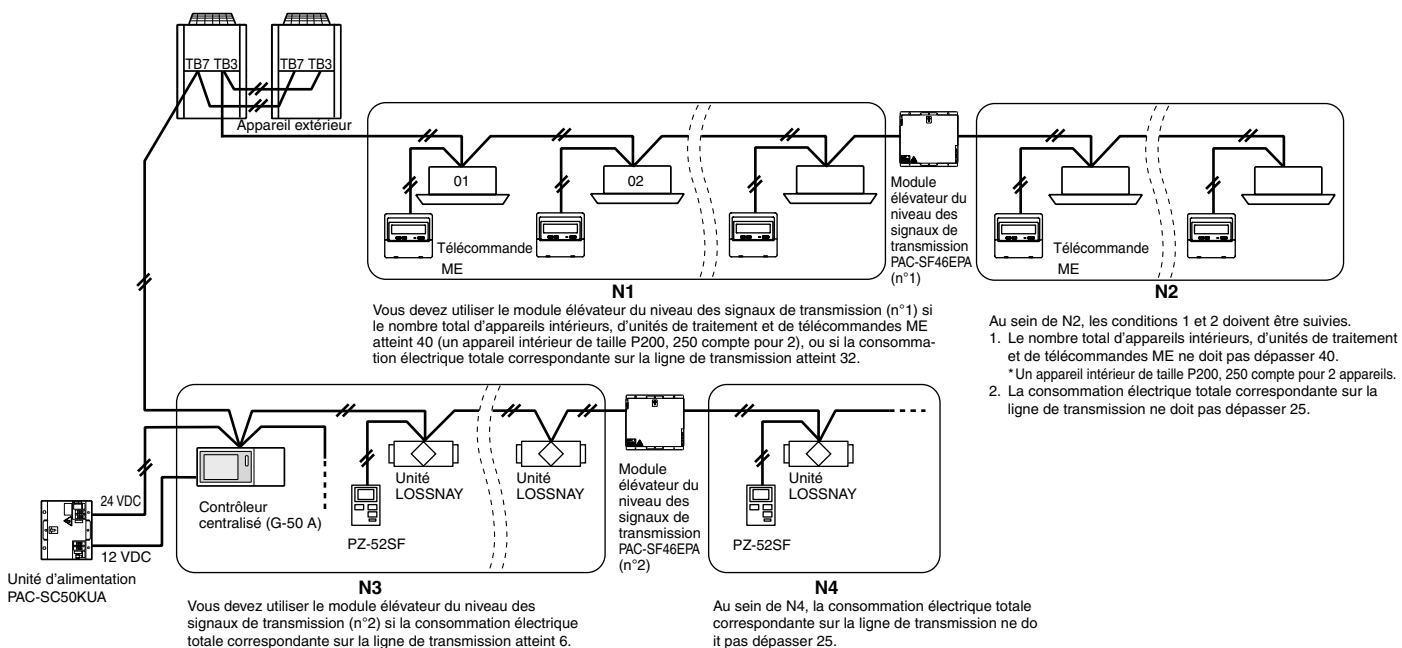 TB7 TB3
TB7 TB3
Appareil extérieur
01
02
Télécommande
ME
Module
élévateur du
niveau des
signaux de
transmission
PAC-SF46EPA
(n°1)
Télécommande
ME
N1
Vous devez utiliser le module élévateur du niveau des signaux de transmission (n°1) si
le nombre total d'appareils intérieurs, d'unités de traitement et de télécommandes ME
atteint 40 (un appareil intérieur de taille P200, 250 compte pour 2), ou si la consomma-
tion électrique totale correspondante sur la ligne de transmission atteint 32.
N2
Au sein de N2, les conditions 1 et 2 doivent être suivies.
1. Le nombre total d'appareils intérieurs, d'unités de traitement
et de télécommandes ME ne doit pas dépasser 40.
* Un appareil intérieur de taille P200, 250 compte pour 2 appareils.
2. La consommation électrique totale correspondante sur la
ligne de transmission ne doit pas dépasser 25.
24 VDC
12 VDC
Unité d'alimentation
PAC-SC50KUA
Contrôleur
centralisé (G-50 A)
PZ-52SF
Unité
LOSSNAY
Unité
LOSSNAY
Module
élévateur du
niveau des
signaux de
transmission
PAC-SF46EPA
(n°2)
PZ-52SF
Unité
LOSSNAY
N3
Vous devez utiliser le module élévateur du niveau des
signaux de transmission (n°2) si la consommation électrique
totale correspondante sur la ligne de transmission atteint 6.
N4
Au sein de N4, la consommation électrique totale
correspondante sur la ligne de transmission ne do
it pas dépasser 25.